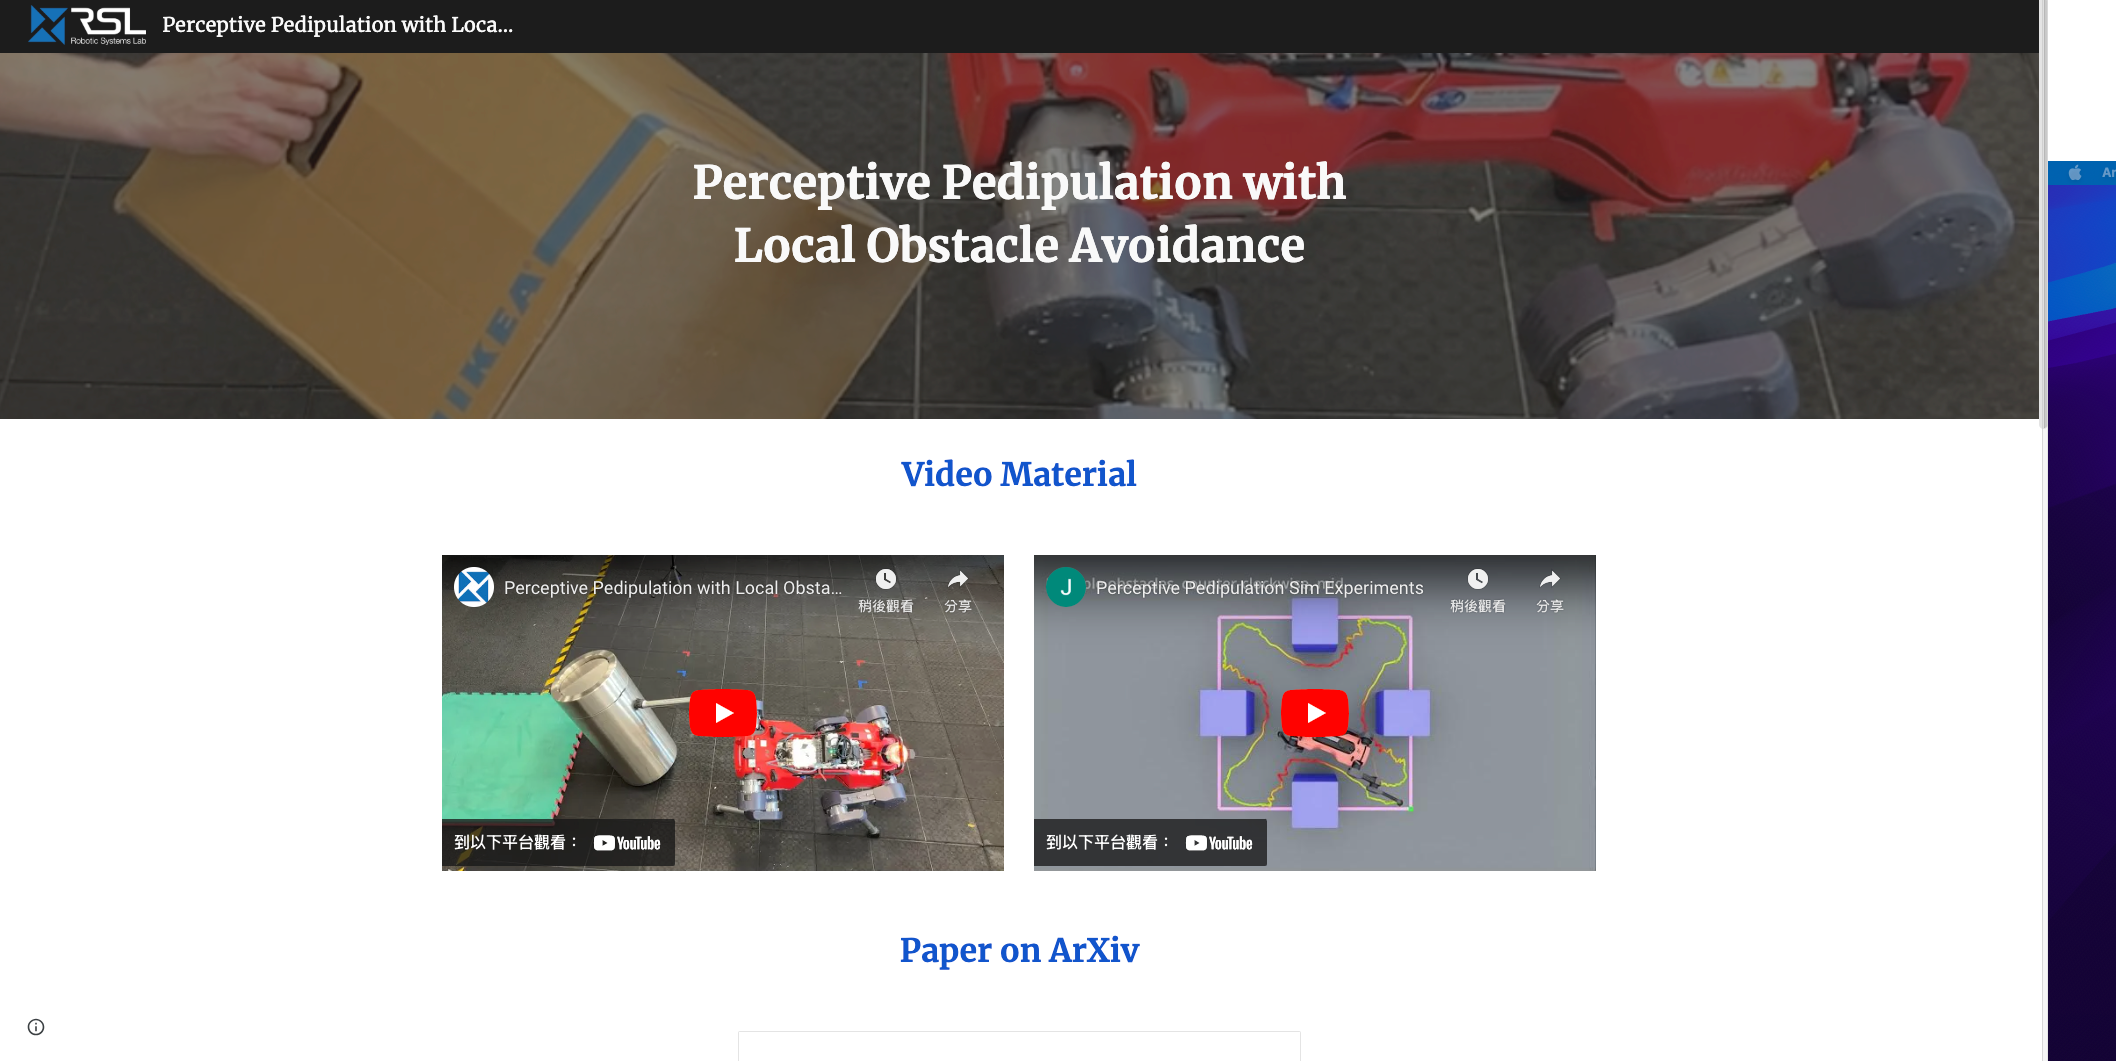 RSL
Robotic Systems Lab
Perceptive Pedipulation with Loca...
IKEA
Perceptive Pedipulation with
Local Obstacle Avoidance
Video Material
Perceptive Pedipulation with Local Obsta...
稍後觀看
分享
到以下平台觀看：
YouTube
J
Perceptive Pedipulation Sim Experiments
稍後觀看
分享
到以下平台觀看：
YouTube
Paper on ArXiv